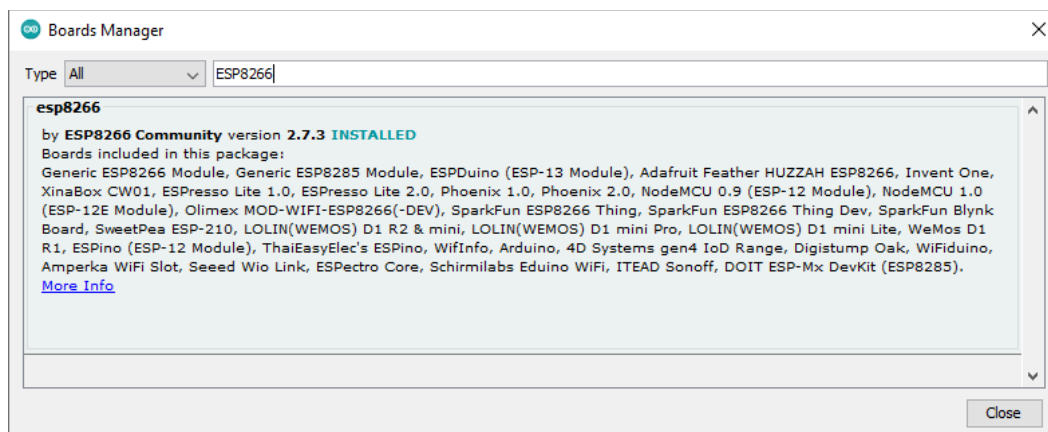 Boards Manager
Type All ESP8266
esp8266
by ESP8266 Community version 2.7.3 INSTALLED
Boards included in this package:
Generic ESP8266 Module, Generic ESP8285 Module, ESPDuino (ESP-13 Module), Adafruit Feather HUZZAH ESP8266, Invent One,
XinaBox CW01, ESPresso Lite 1.0, ESPresso Lite 2.0, Phoenix 1.0, Phoenix 2.0, NodeMCU 0.9 (ESP-12 Module), NodeMCU 1.0
(ESP-12E Module), Olimex MOD-WIFI-ESP8266(-DEV), SparkFun ESP8266 Thing, SparkFun ESP8266 Thing Dev, SparkFun Blynk
Board, SweetPea ESP-210, LOLIN(WEMOS) D1 R2 & mini, LOLIN(WEMOS) D1 mini Pro, LOLIN(WEMOS) D1 mini Lite, WeMos D1
R1, ESPino (ESP-12 Module), ThaiEasyElec's ESPino, WifInfo, Arduino, 4D Systems gen4 IoD Range, Digistump Oak, WiFiduino,
Amperka WiFi Slot, Seeed Wio Link, ESPectro Core, Schirmilabs Eduino WiFi, ITEAD Sonoff, DOIT ESP-Mx DevKit (ESP8285).
More Info
Close